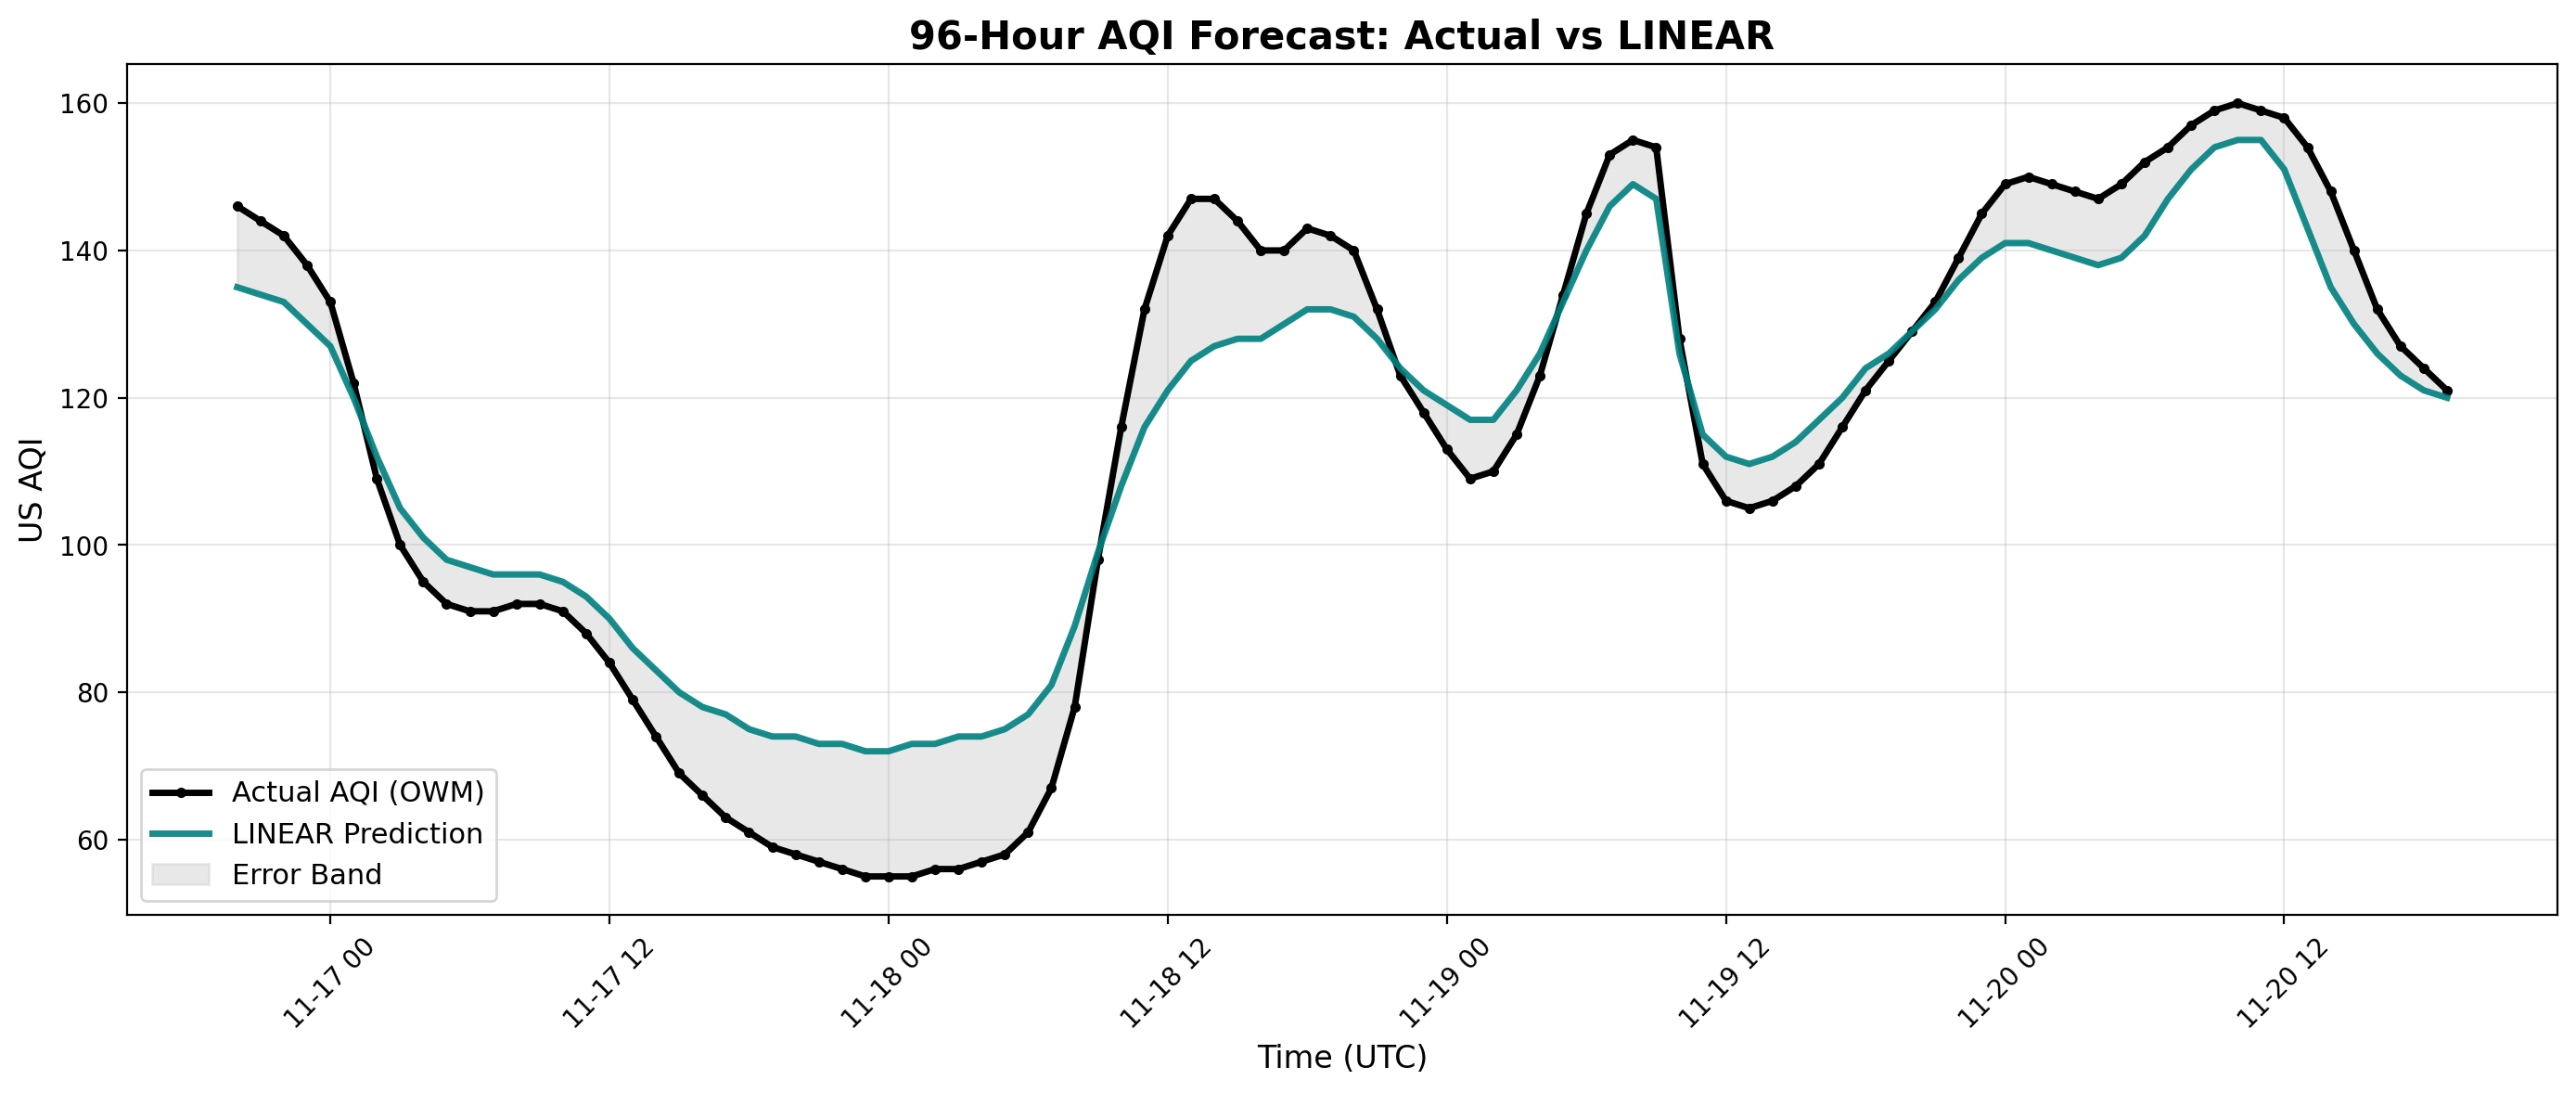 96-Hour AQI Forecast: Actual vs LINEAR
US AQI
160
140
120
100
80
60
Actual AQI (OWM)
LINEAR Prediction
Error Band
11-17 00
11-17 12
11-18 00
11-18 12
11-19 00
11-19 12
11-20 00
11-20 12
Time (UTC)